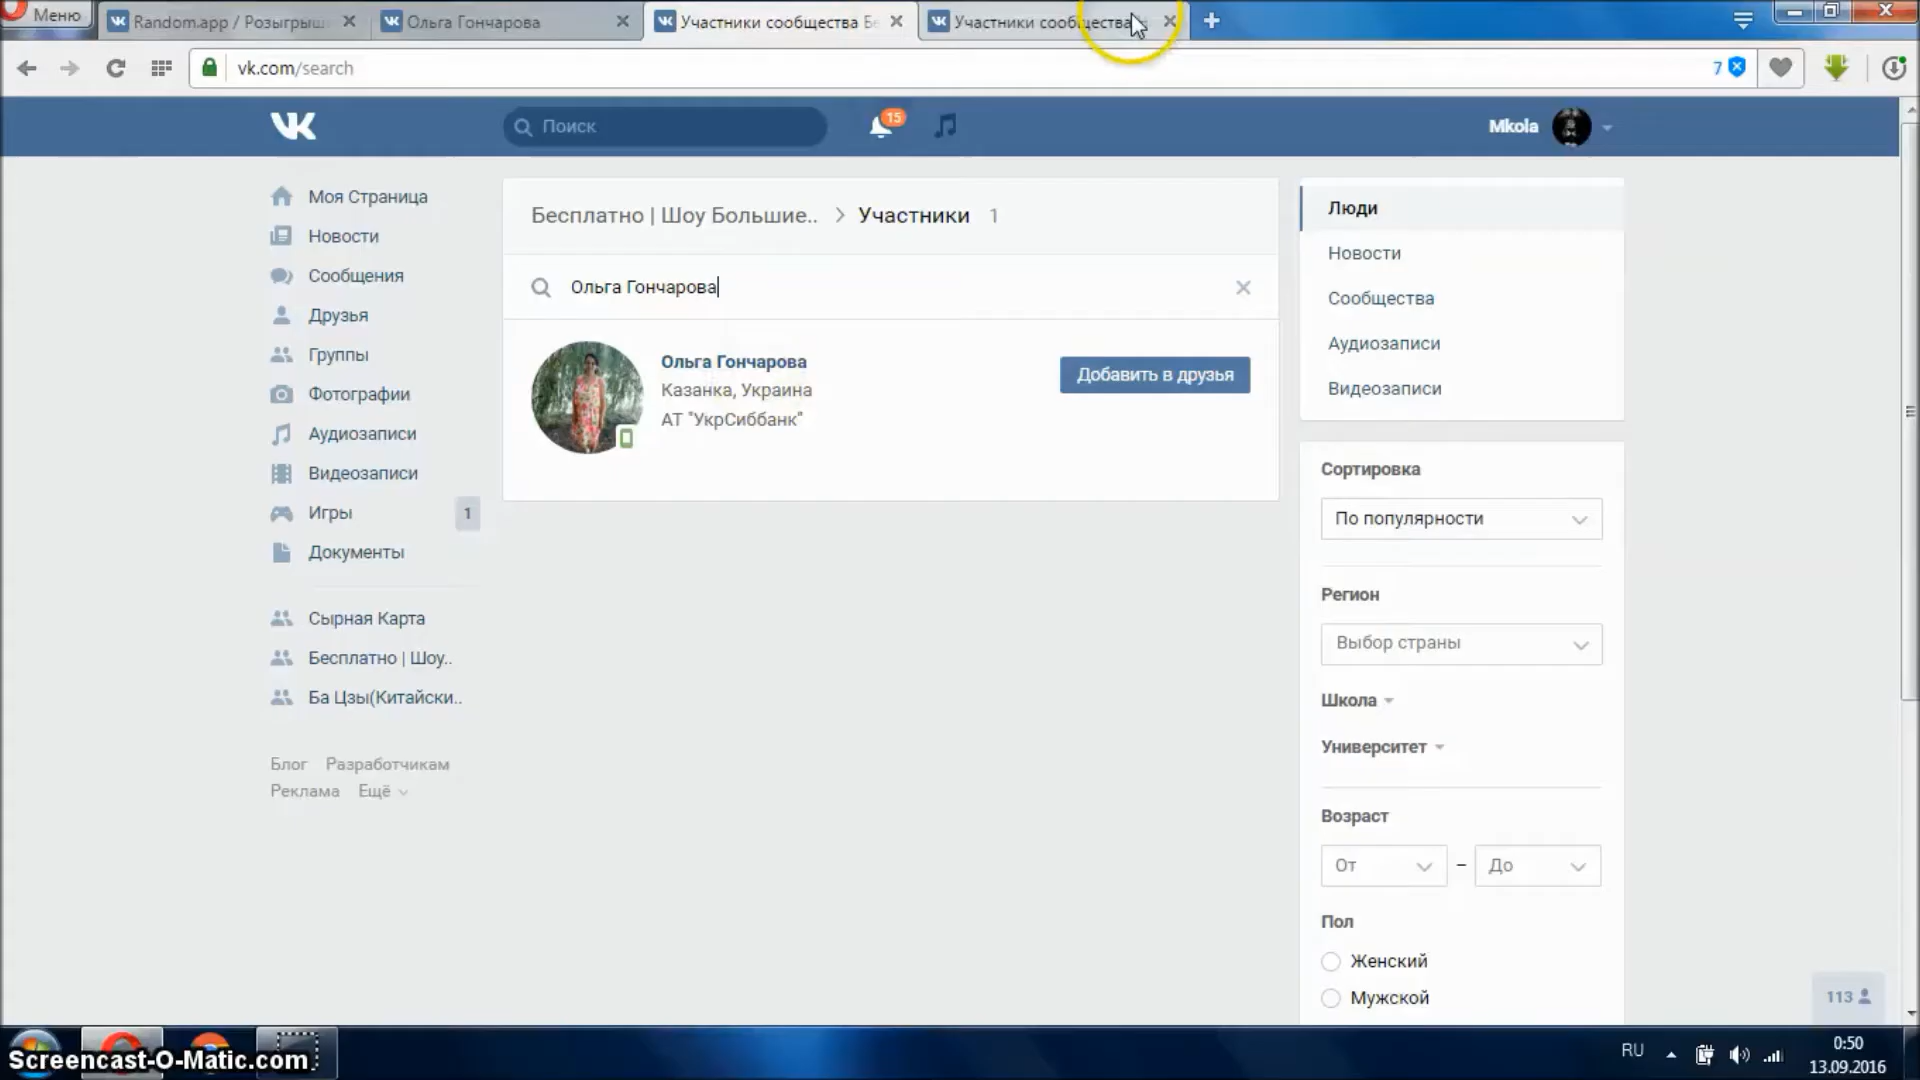 Меню
Random.app / Розыгрыш
Ольга Гончарова
Участники сообщества Бе
Участники сообщества
vk.com/search
7
Поиск
15
Mkola
Моя Страница
Новости
Сообщения
Друзья
Группы
Фотографии
Аудиозаписи
Видеозаписи
Игры
1
Документы
Сырная Карта
Бесплатно | Шоу..
Ба Цзы(Китайски..
Блог Разработчикам
Реклама Ещё
Бесплатно | Шоу Большие.. > Участники 1
Ольга Гончарова
Ольга Гончарова
Казанка, Украина
АТ "УкрСиббанк"
Добавить в друзья
Люди
Новости
Сообщества
Аудиозаписи
Видеозаписи
Сортировка
По популярности
Регион
Выбор страны
Школа
Университет
Возраст
От – До
Пол
Женский
Мужской
113
Screencast-O-Matic.com
RU
0:50
13.09.2016